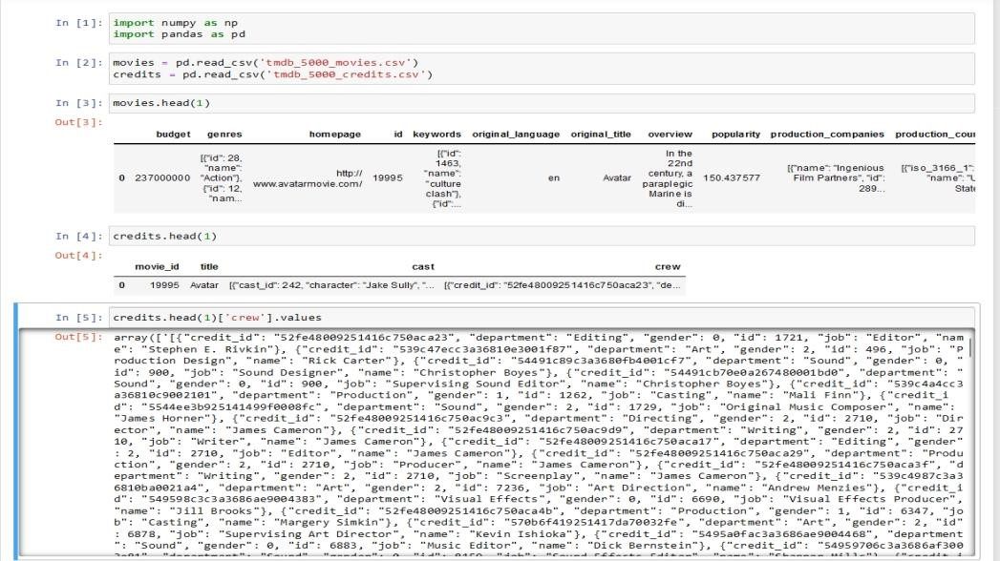 In [1]: import numpy as np
import pandas as pd
In [2]: movies = pd.read_csv('tmdb_5000_movies.csv')
credits = pd.read_csv('tmdb_5000_credits.csv')
In [3]: movies.head(1)
Out[3]:
budget genres homepage id keywords original_language original_title overview popularity production_companies production_cour
0 237000000 [{"id": 28, "name": "Action"}, {"id": 12, "nam... http://www.avatarmovie.com/ 19995 [{"id": 1463, "name": "culture clash"}, {"id":... en Avatar In the 22nd century, a paraplegic Marine is di... 150.437577 [{"name": "Ingenious Film Partners", "id": 289... [{"iso_3166_1": "name": "U State
In [4]: credits.head(1)
Out[4]:
movie_id title cast crew
0 19995 Avatar [{"cast_id": 242, "character": "Jake Sully", "... [{"credit_id": "52fe48009251416c750aca23", "de...
In [5]: credits.head(1)['crew'].values
Out[5]: array(['[{"credit_id": "52fe48009251416c750aca23", "department": "Editing", "gender": 0, "id": 1721, "job": "Editor", "nam
e": "Stephen E. Rivkin"}, {"credit_id": "539c47ecc3a36810e3001f87", "department": "Art", "gender": 2, "id": 496, "job": "P
roduction Design", "name": "Rick Carter"}, {"credit_id": "54491c89c3a3680fb4001cf7", "department": "Sound", "gender": 0, "
id": 900, "job": "Sound Designer", "name": "Christopher Boyes"}, {"credit_id": "54491cb70e0a267480001bd0", "department": "
Sound", "gender": 0, "id": 900, "job": "Supervising Sound Editor", "name": "Christopher Boyes"}, {"credit_id": "539c4a4cc3
a36810c9002101", "department": "Production", "gender": 1, "id": 1262, "job": "Casting", "name": "Mali Finn"}, {"credit_i
d": "5544ee3b925141499f0008fc", "department": "Sound", "gender": 2, "id": 1729, "job": "Original Music Composer", "name":
"James Horner"}, {"credit_id": "52fe48009251416c750ac9c3", "department": "Directing", "gender": 2, "id": 2710, "job": "Dir
ector", "name": "James Cameron"}, {"credit_id": "52fe48009251416c750ac9d9", "department": "Writing", "gender": 2, "id": 27
10, "job": "Writer", "name": "James Cameron"}, {"credit_id": "52fe48009251416c750aca17", "department": "Editing", "gender"
: 2, "id": 2710, "job": "Editor", "name": "James Cameron"}, {"credit_id": "52fe48009251416c750aca29", "department": "Produ
ction", "gender": 2, "id": 2710, "job": "Producer", "name": "James Cameron"}, {"credit_id": "52fe48009251416c750aca3f", "d
epartment": "Writing", "gender": 2, "id": 2710, "job": "Screenplay", "name": "James Cameron"}, {"credit_id": "539c4987c3a3
6810ba0021a4", "department": "Art", "gender": 2, "id": 7236, "job": "Art Direction", "name": "Andrew Menzies"}, {"credit_i
d": "549598c3c3a3686ae9004383", "department": "Visual Effects", "gender": 0, "id": 6690, "job": "Visual Effects Producer",
"name": "Jill Brooks"}, {"credit_id": "52fe48009251416c750aca4b", "department": "Production", "gender": 1, "id": 6347, "jo
b": "Casting", "name": "Margery Simkin"}, {"credit_id": "570b6f419251417da70032fe", "department": "Art", "gender": 2, "id"
: 6878, "job": "Supervising Art Director", "name": "Kevin Ishioka"}, {"credit_id": "5495a0fac3a3686ae9004468", "department
": "Sound", "gender": 0, "id": 6883, "job": "Music Editor", "name": "Dick Bernstein"}, {"credit_id": "54959706c3a3686af300
"department": "Sound", "gender": 0, "id": 8159, "job": "Sound Effects Editor", "name": "Shannon Mills"}, {"credit_i